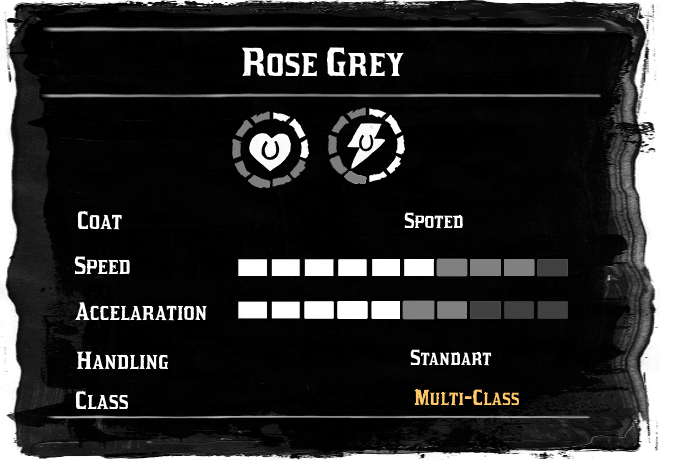 Rose Grey
Coat Spoted
Speed
Accelaration
Handling Standart
Class Multi-Class